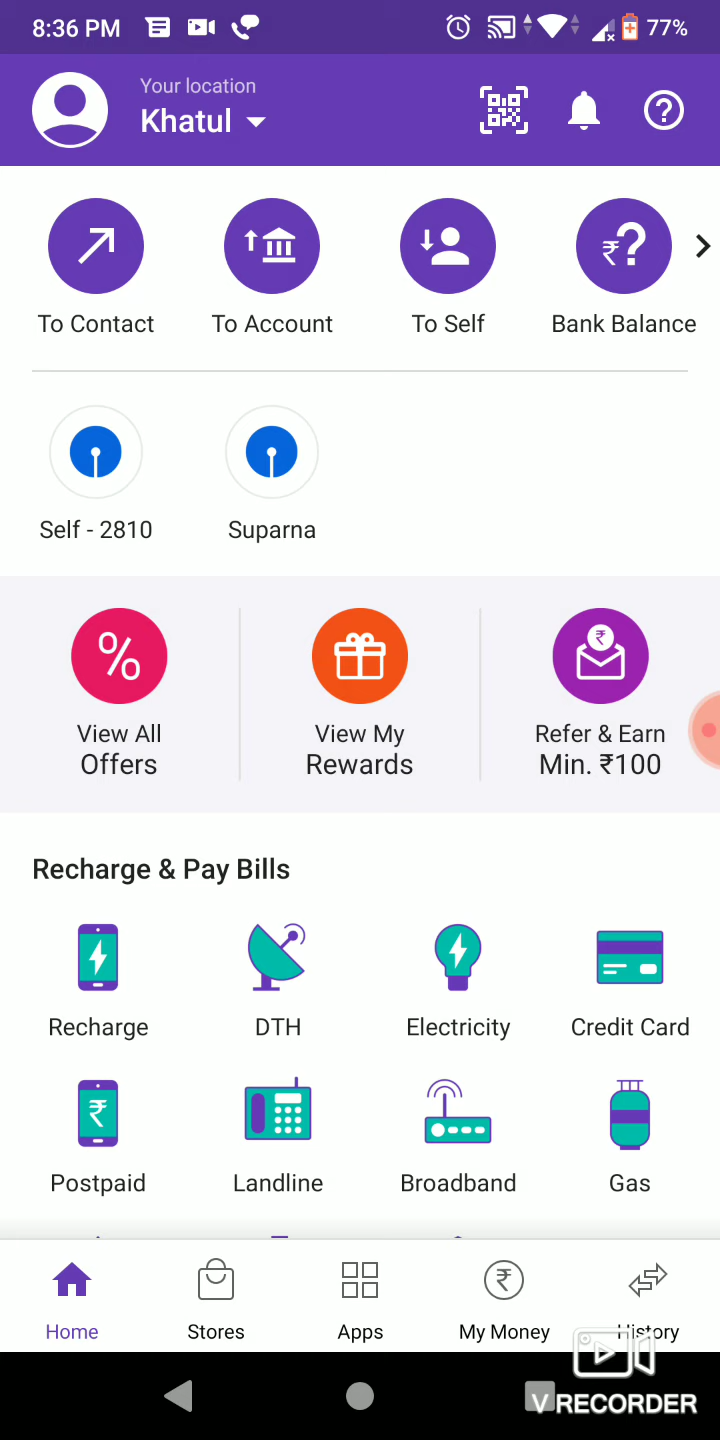 8:36 PM
77%
Your location
Khatul
To Contact
To Account
To Self
Bank Balance
₹?
Self - 2810
Suparna
%
₹
View All
Offers
View My
Rewards
Refer & Earn
Min. ₹100
Recharge & Pay Bills
Recharge
DTH
Electricity
Credit Card
₹
Postpaid
Landline
Broadband
Gas
₹
Home
Stores
Apps
My Money
History
V RECORDER